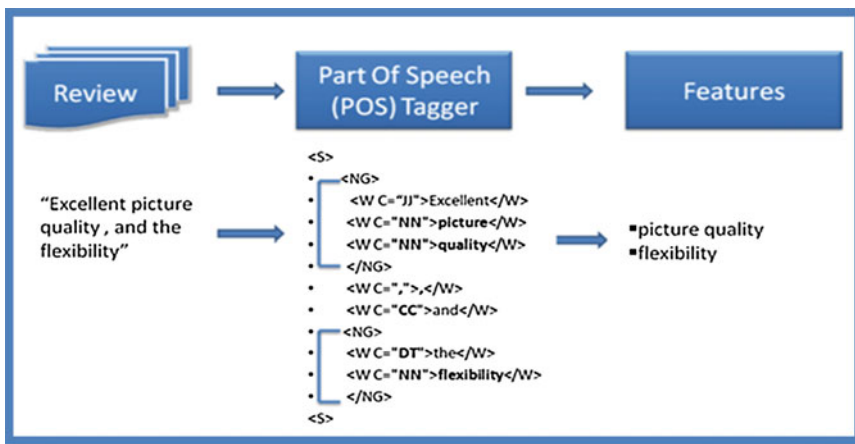 Review
Part Of Speech
(POS) Tagger
Features
“Excellent picture
quality , and the
flexibility”
<S>
• <NG>
• <W C="JJ">Excellent</W>
• <W C="NN">picture</W>
• <W C="NN">quality</W>
• </NG>
• <W C=",">,</W>
• <W C="CC">and</W>
• <NG>
• <W C="DT">the</W>
• <W C="NN">flexibility</W>
• </NG>
<S>
▪picture quality
▪flexibility